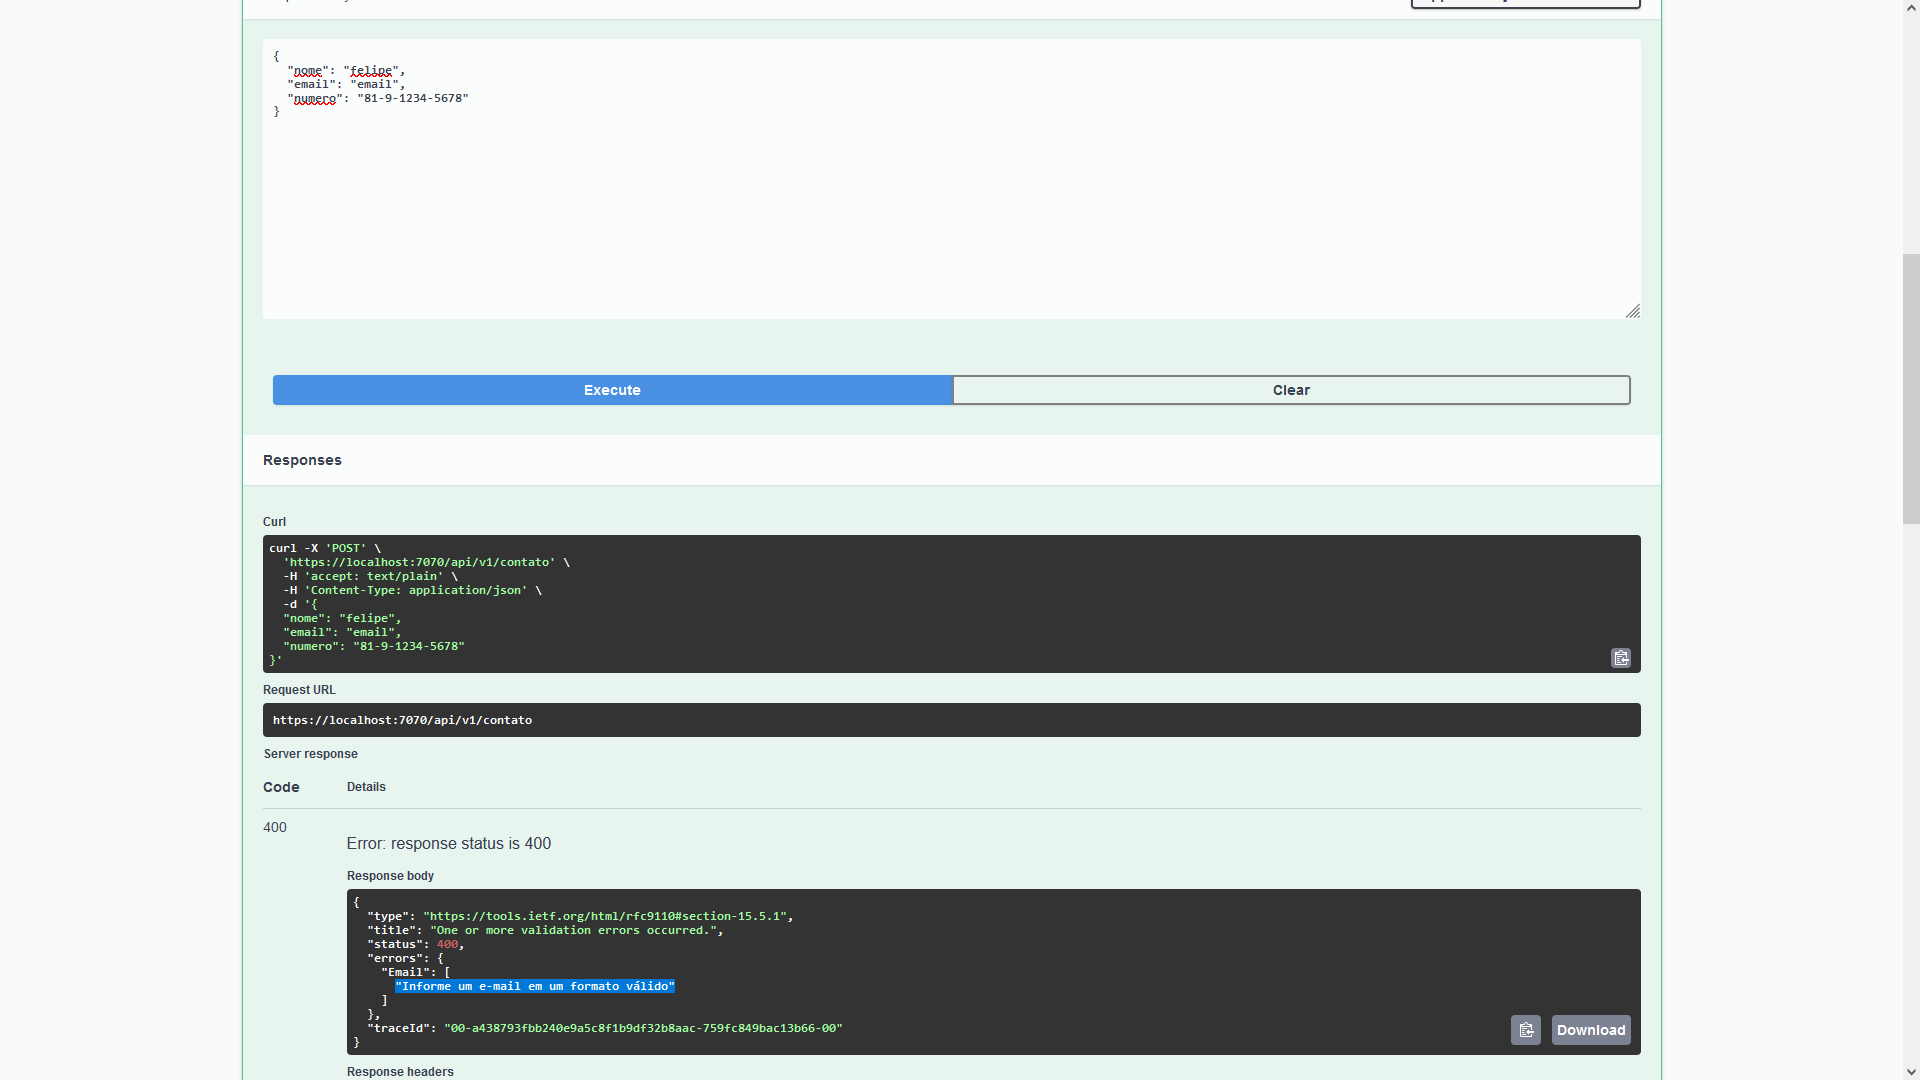 {
"nome": "felipe",
"email": "email",
"numero": "81-9-1234-5678"
}
Execute
Clear
Responses
Curl
curl -X 'POST' \
'https://localhost:7070/api/v1/contato' \
-H 'accept: text/plain' \
-H 'Content-Type: application/json' \
-d '{
"nome": "felipe",
"email": "email",
"numero": "81-9-1234-5678"
}'
Request URL
https://localhost:7070/api/v1/contato
Server response
Code Details
400
Error: response status is 400
Response body
{
"type": "https://tools.ietf.org/html/rfc9110#section-15.5.1",
"title": "One or more validation errors occurred.",
"status": 400,
"errors": {
"Email": [
"Informe um e-mail em um formato válido"
]
},
"traceId": "00-a438793fbb240e9a5c8f1b9df32b8aac-759fc849bac13b66-00"
}
Download
Response headers